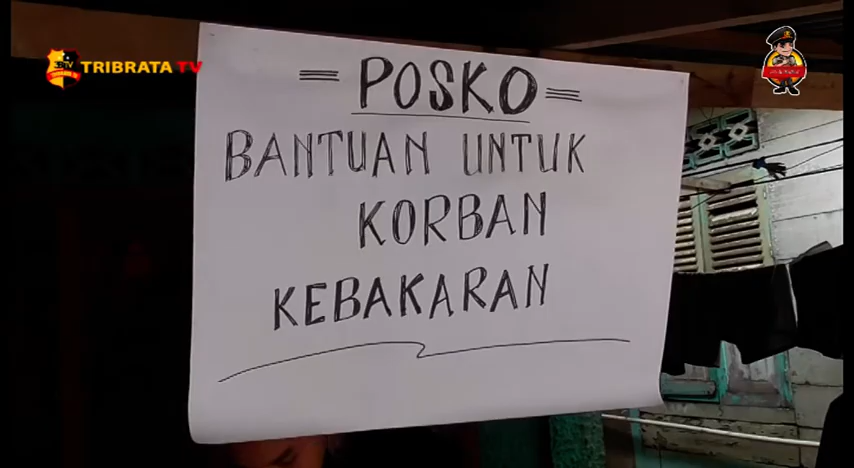 TRIBRATA TV
= POSKO =
BANTUAN UNTUK
KORBAN
KEBAKARAN